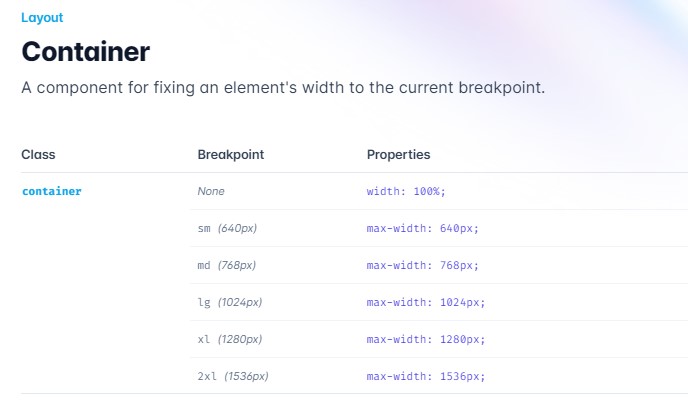 Layout
Container
A component for fixing an element's width to the current breakpoint.
Class Breakpoint Properties
container None width: 100%;
sm (640px) max-width: 640px;
md (768px) max-width: 768px;
lg (1024px) max-width: 1024px;
xl (1280px) max-width: 1280px;
2xl (1536px) max-width: 1536px;